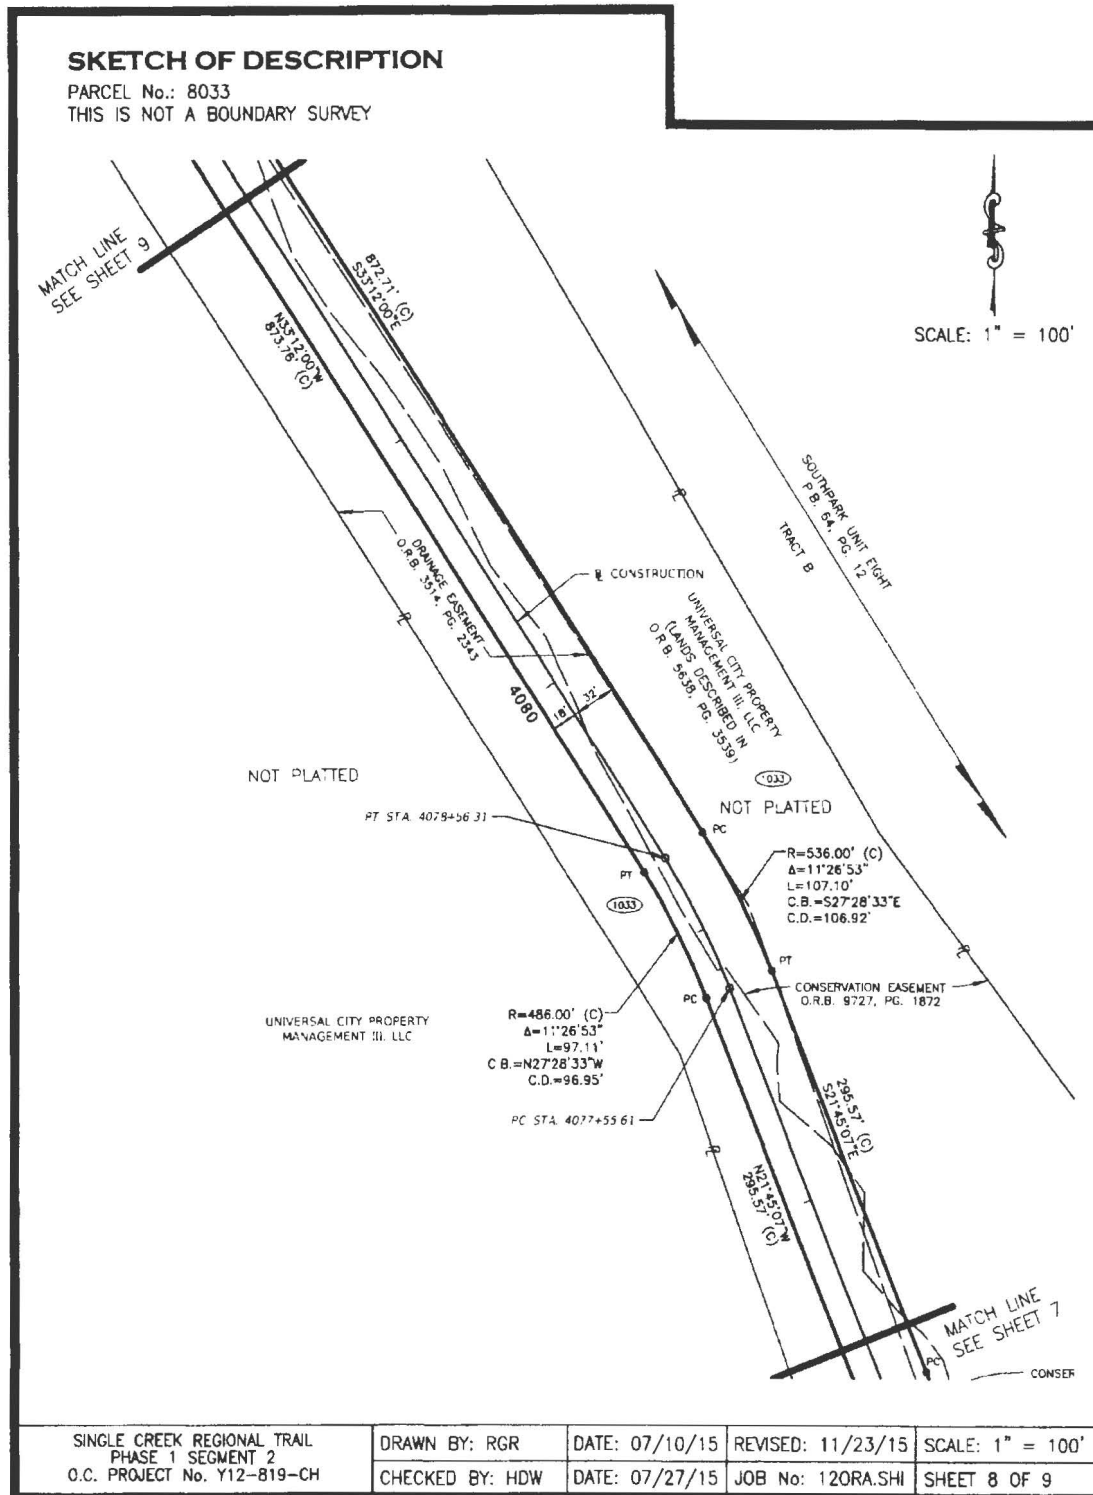 SKETCH OF DESCRIPTION
PARCEL No.: 8033
THIS IS NOT A BOUNDARY SURVEY
MATCH LINE
SEE SHEET 9
872.71' (C)
S33°12'00"E
N33°12'00"W
873.76' (C)
SCALE: 1" = 100'
SOUTHPARK UNIT EIGHT
P.B. 64, PG. 12
TRACT B
DRAINAGE EASEMENT
O.R.B. 3514, PG. 2343
CONSTRUCTION
UNIVERSAL CITY PROPERTY
MANAGEMENT III, LLC
(LANDS DESCRIBED IN
O.R.B. 5638, PG. 3539)
4080
18'
32'
1033
NOT PLATTED
NOT PLATTED
PT STA. 4078+56.31
PC
PT
1033
R=536.00' (C)
Δ=11°26'53"
L=107.10'
C.B.=S27°28'33"E
C.D.=106.92'
PT
PC
CONSERVATION EASEMENT
O.R.B. 9727, PG. 1872
UNIVERSAL CITY PROPERTY
MANAGEMENT III, LLC
R=486.00' (C)
Δ=11°26'53"
L=97.11'
C.B.=N27°28'33"W
C.D.=96.95'
PC STA. 4077+55.61
295.57' (C)
S21°45'07"E
N21°45'07"W
295.57' (C)
MATCH LINE
SEE SHEET 7
PC
CONSER
SINGLE CREEK REGIONAL TRAIL
PHASE 1 SEGMENT 2
O.C. PROJECT No. Y12-819-CH
DRAWN BY: RGR
DATE: 07/10/15
REVISED: 11/23/15
SCALE: 1" = 100'
CHECKED BY: HDW
DATE: 07/27/15
JOB No: 120RA.SHI
SHEET 8 OF 9